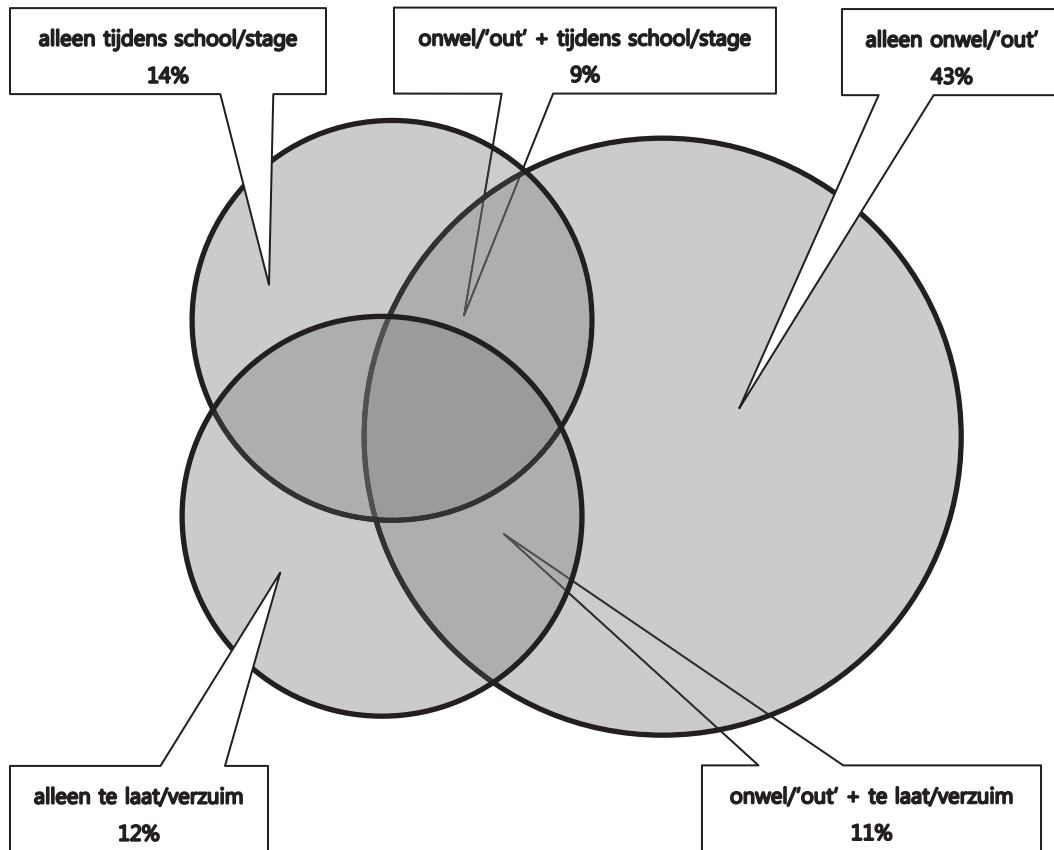 alleen tijdens school/stage
14%
onwel/'out' + tijdens school/stage
9%
alleen onwel/'out'
43%
alleen te laat/verzuim
12%
onwel/'out' + te laat/verzuim
11%